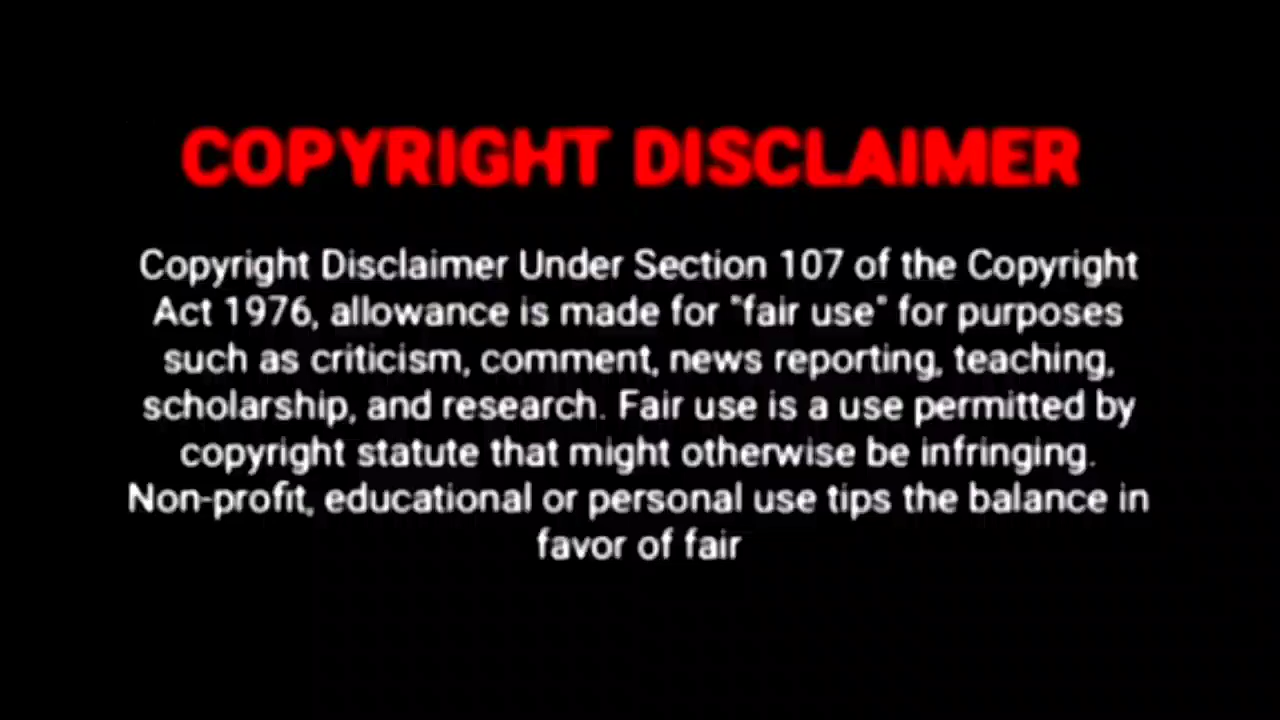 COPYRIGHT DISCLAIMER
Copyright Disclaimer Under Section 107 of the Copyright
Act 1976, allowance is made for "fair use" for purposes
such as criticism, comment, news reporting, teaching,
scholarship, and research. Fair use is a use permitted by
copyright statute that might otherwise be infringing.
Non-profit, educational or personal use tips the balance in
favor of fair